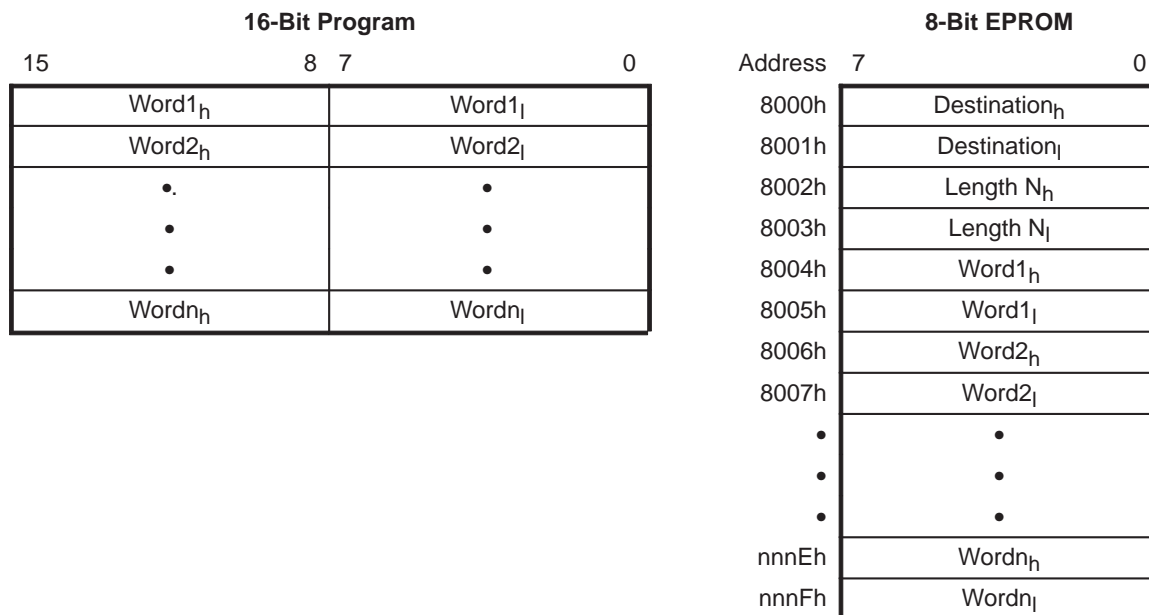 16-Bit Program
15 8 7 0
Word1h Word1l
Word2h Word2l
•. •
• •
• •
Wordnh Wordnl
8-Bit EPROM
Address 7 0
8000h Destinationh
8001h Destinationl
8002h Length Nh
8003h Length Nl
8004h Word1h
8005h Word1l
8006h Word2h
8007h Word2l
• •
• •
• •
nnnEh Wordnh
nnnFh Wordnl